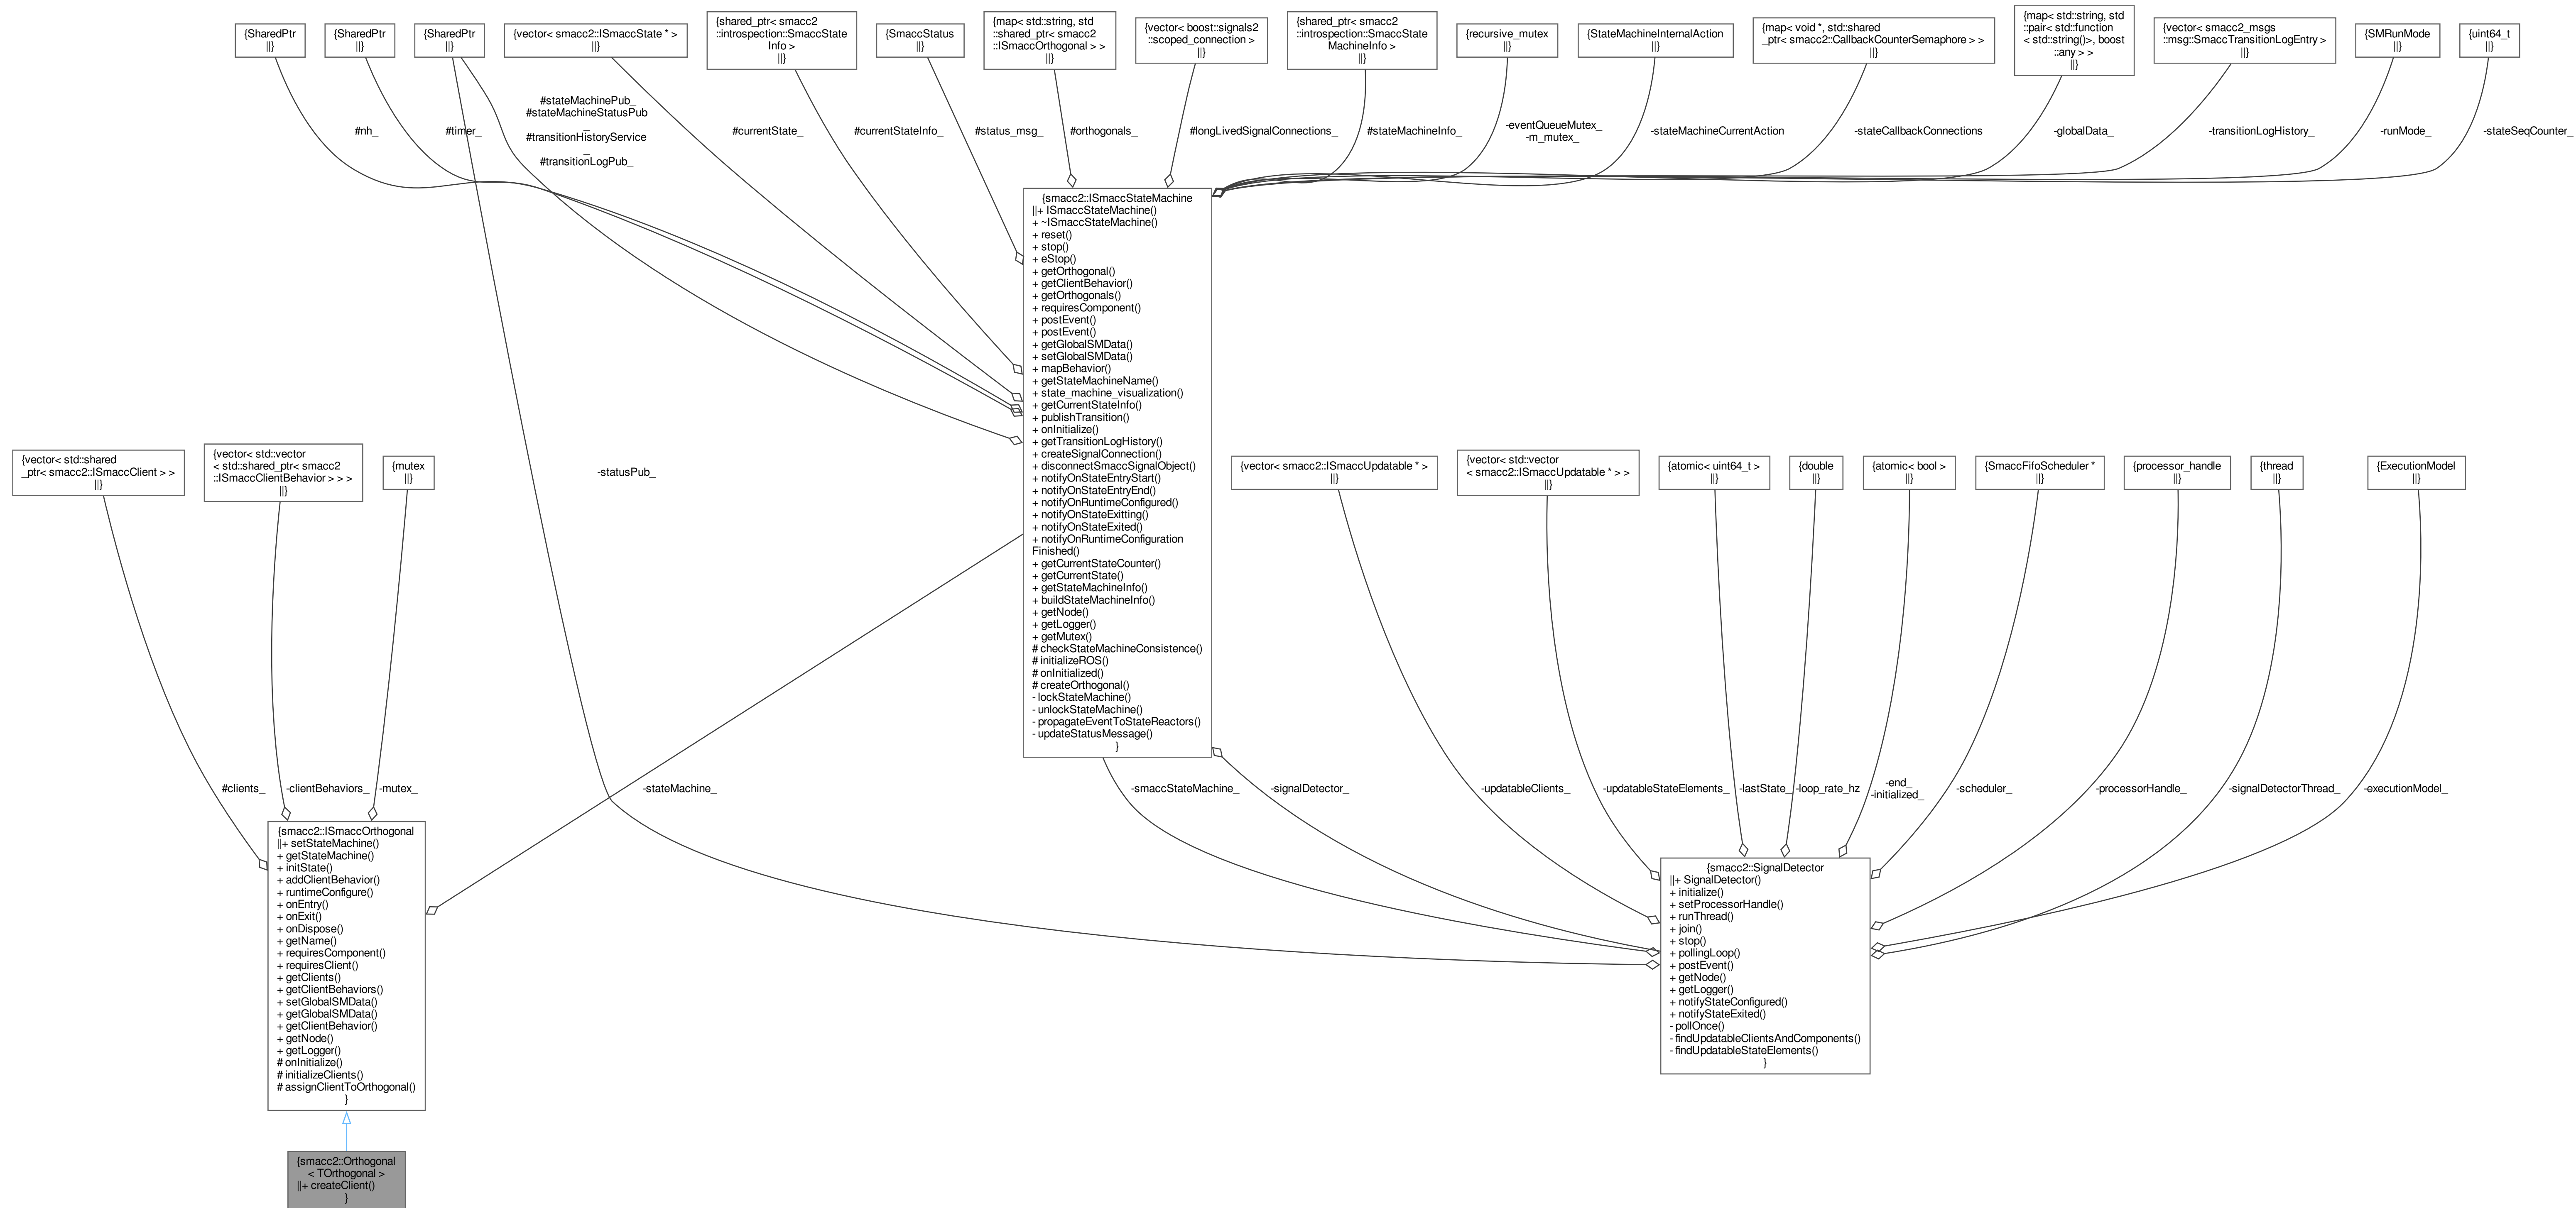 {SharedPtr
||}
{SharedPtr
||}
{SharedPtr
||}
{vector< smacc2::ISmaccState * >
||}
{shared_ptr< smacc2
::introspection::SmaccState
Info >
||}
{SmaccStatus
||}
{map< std::string, std
::shared_ptr< smacc2
::ISmaccOrthogonal > >
||}
{vector< boost::signals2
::scoped_connection >
||}
{shared_ptr< smacc2
::introspection::SmaccState
MachineInfo >
||}
{recursive_mutex
||}
{StateMachineInternalAction
||}
{map< void *, std::shared
_ptr< smacc2::CallbackCounterSemaphore > >
||}
{map< std::string, std
::pair< std::function
< std::string()>, boost
::any > >
||}
{vector< smacc2_msgs
::msg::SmaccTransitionLogEntry >
||}
{SMRunMode
||}
{uint64_t
||}
#nh_
#timer_
#stateMachinePub_
#stateMachineStatusPub
_
#transitionHistoryService
_
#transitionLogPub_
#currentState_
#currentStateInfo_
#status_msg_
#orthogonals_
#longLivedSignalConnections_
#stateMachineInfo_
-eventQueueMutex_
-m_mutex_
-stateMachineCurrentAction
-stateCallbackConnections
-globalData_
-transitionLogHistory_
-runMode_
-stateSeqCounter_
{smacc2::ISmaccStateMachine
||+ ISmaccStateMachine()
+ ~ISmaccStateMachine()
+ reset()
+ stop()
+ eStop()
+ getOrthogonal()
+ getClientBehavior()
+ getOrthogonals()
+ requiresComponent()
+ postEvent()
+ postEvent()
+ getGlobalSMData()
+ setGlobalSMData()
+ mapBehavior()
+ getStateMachineName()
+ state_machine_visualization()
+ getCurrentStateInfo()
+ publishTransition()
+ onInitialize()
+ getTransitionLogHistory()
+ createSignalConnection()
+ disconnectSmaccSignalObject()
+ notifyOnStateEntryStart()
+ notifyOnStateEntryEnd()
+ notifyOnRuntimeConfigured()
+ notifyOnStateExitting()
+ notifyOnStateExited()
+ notifyOnRuntimeConfiguration
Finished()
+ getCurrentStateCounter()
+ getCurrentState()
+ getStateMachineInfo()
+ buildStateMachineInfo()
+ getNode()
+ getLogger()
+ getMutex()
# checkStateMachineConsistence()
# initializeROS()
# onInitialized()
# createOrthogonal()
- lockStateMachine()
- unlockStateMachine()
- propagateEventToStateReactors()
- updateStatusMessage()
}
{vector< std::shared
_ptr< smacc2::ISmaccClient > >
||}
{vector< std::vector
< std::shared_ptr< smacc2
::ISmaccClientBehavior > > >
||}
{mutex
||}
-statusPub_
{vector< smacc2::ISmaccUpdatable * >
||}
{vector< std::vector
< smacc2::ISmaccUpdatable * > >
||}
{atomic< uint64_t >
||}
{double
||}
{atomic< bool >
||}
{SmaccFifoScheduler *
||}
{processor_handle
||}
{thread
||}
{ExecutionModel
||}
#clients_
-clientBehaviors_
-mutex_
-stateMachine_
-smaccStateMachine_
-signalDetector_
-updatableClients_
-updatableStateElements_
-lastState_
-loop_rate_hz
-end_
-initialized_
-scheduler_
-processorHandle_
-signalDetectorThread_
-executionModel_
{smacc2::ISmaccOrthogonal
||+ setStateMachine()
+ getStateMachine()
+ initState()
+ addClientBehavior()
+ runtimeConfigure()
+ onEntry()
+ onExit()
+ onDispose()
+ getName()
+ requiresComponent()
+ requiresClient()
+ getClients()
+ getClientBehaviors()
+ setGlobalSMData()
+ getGlobalSMData()
+ getClientBehavior()
+ getNode()
+ getLogger()
# onInitialize()
# initializeClients()
# assignClientToOrthogonal()
}
{smacc2::SignalDetector
||+ SignalDetector()
+ initialize()
+ setProcessorHandle()
+ runThread()
+ join()
+ stop()
+ pollingLoop()
+ postEvent()
+ getNode()
+ getLogger()
+ notifyStateConfigured()
+ notifyStateExited()
- pollOnce()
- findUpdatableClientsAndComponents()
- findUpdatableStateElements()
}
{smacc2::Orthogonal
< TOrthogonal >
||+ createClient()
}